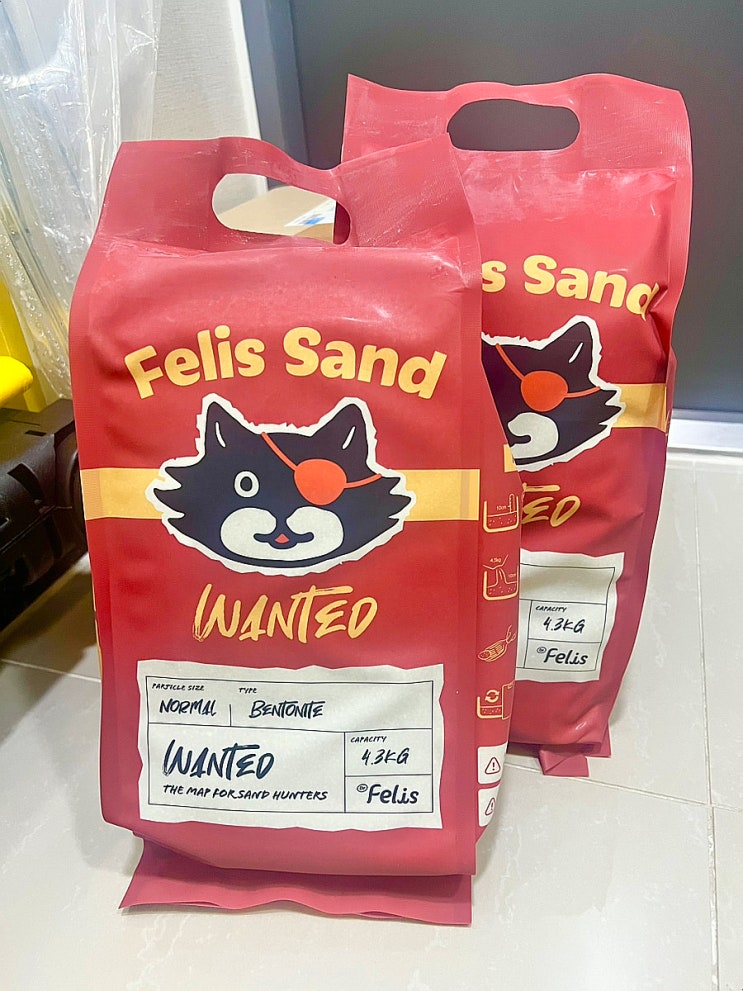 Felis Sand
WANTED
PARTICLE SIZE
NORMAL
TYPE
BENTONITE
WANTED
THE MAP FOR SAND HUNTERS
CAPACITY
4.3KG
Felis
s Sand
TED
CAPACITY
4.3KG
Felis